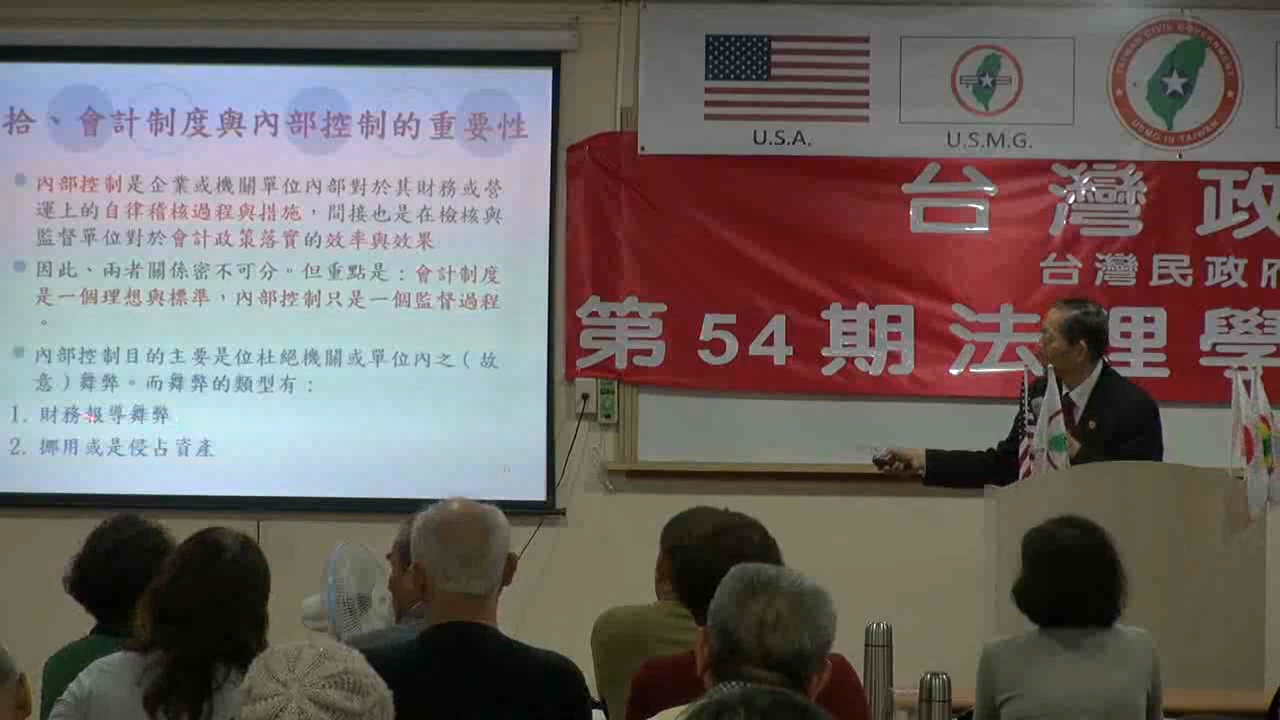 拾、會計制度與內部控制的重要性
內部控制是企業或機關單位內部對於其財務或營
運上的自律稽核過程與措施，間接也是在檢核與
監督單位對於會計政策落實的效率與效果
因此、兩者關係密不可分。但重點是：會計制度
是一個理想與標準，內部控制只是一個監督過程
。
內部控制目的主要是位杜絕機關或單位內之（故
意）舞弊。而舞弊的類型有：
1. 財務報導舞弊
2. 挪用或是侵占資產
U.S.A.
U.S.M.G.
TAIWAN CIVIL GOVERNMENT
USMG IN TAIWAN
台灣政
台灣民政府
第54期法理學